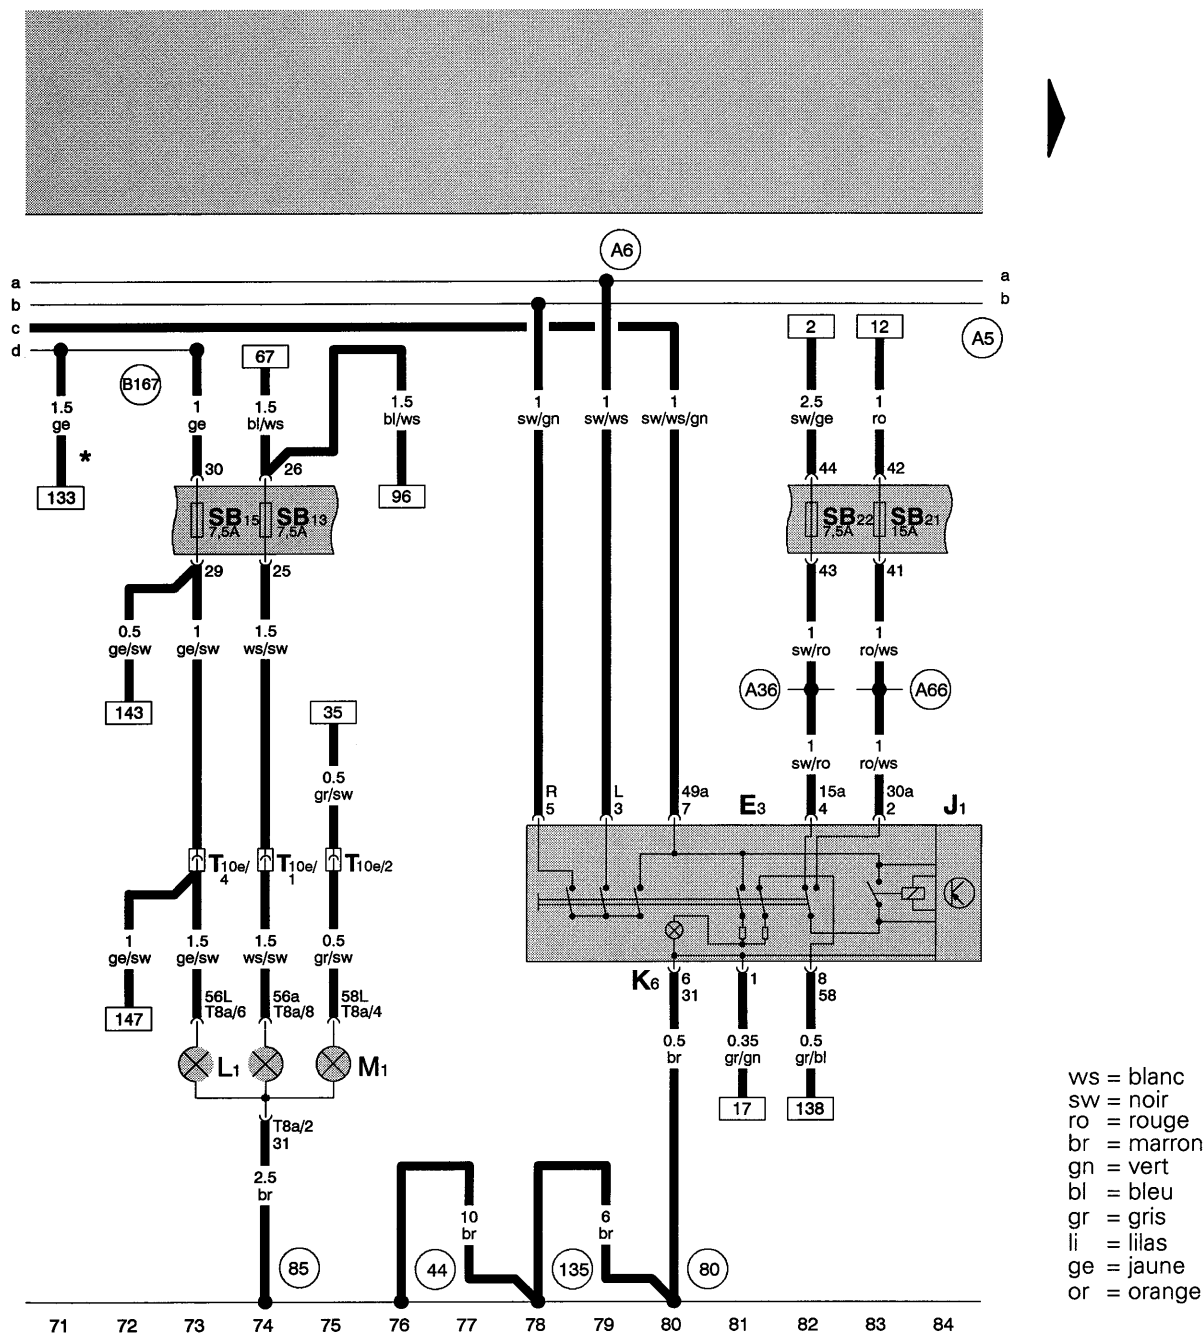 A6
a a
b b
c 2 12 A5
d 67
B167
1.5 1 1.5 1.5 1 1 1 2.5 1
ge ge bl/ws bl/ws sw/gn sw/ws sw/ws/gn sw/ge ro
*
30 26 44 42
133 96
SB15 SB13 SB22 SB21
7,5A 7,5A 7,5A 15A
29 25 43 41
0.5 1 1.5 1 1
ge/sw ge/sw ws/sw sw/ro ro/ws
A36 A66
143 35
1 1
sw/ro ro/ws
0.5
gr/sw
R L 49a E3 15a 30a J1
5 3 7 4 2
T10e/ T10e/ T10e/2
4 1
1 1.5 1.5 0.5
ge/sw ge/sw ws/sw gr/sw
K6 6 1 8
31 58
56L 56a 58L
T8a/6 T8a/8 T8a/4
147
0.5 0.35 0.5
br gr/gn gr/bl
L1 M1
17 138
T8a/2
31
2.5
br
10 6
br br
85 44 135 80
71 72 73 74 75 76 77 78 79 80 81 82 83 84
ws = blanc
sw = noir
ro = rouge
br = marron
gn = vert
bl = bleu
gr = gris
li = lilas
ge = jaune
or = orange